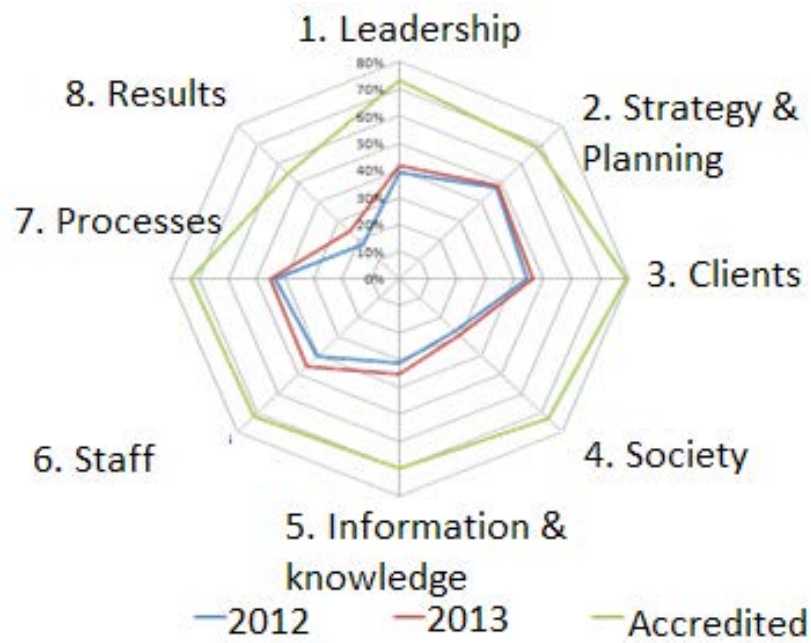 1. Leadership
80%
70%
60%
50%
40%
30%
20%
10%
0%
8. Results
2. Strategy &
Planning
7. Processes
3. Clients
6. Staff
4. Society
5. Information &
knowledge
2012 2013 Accredited